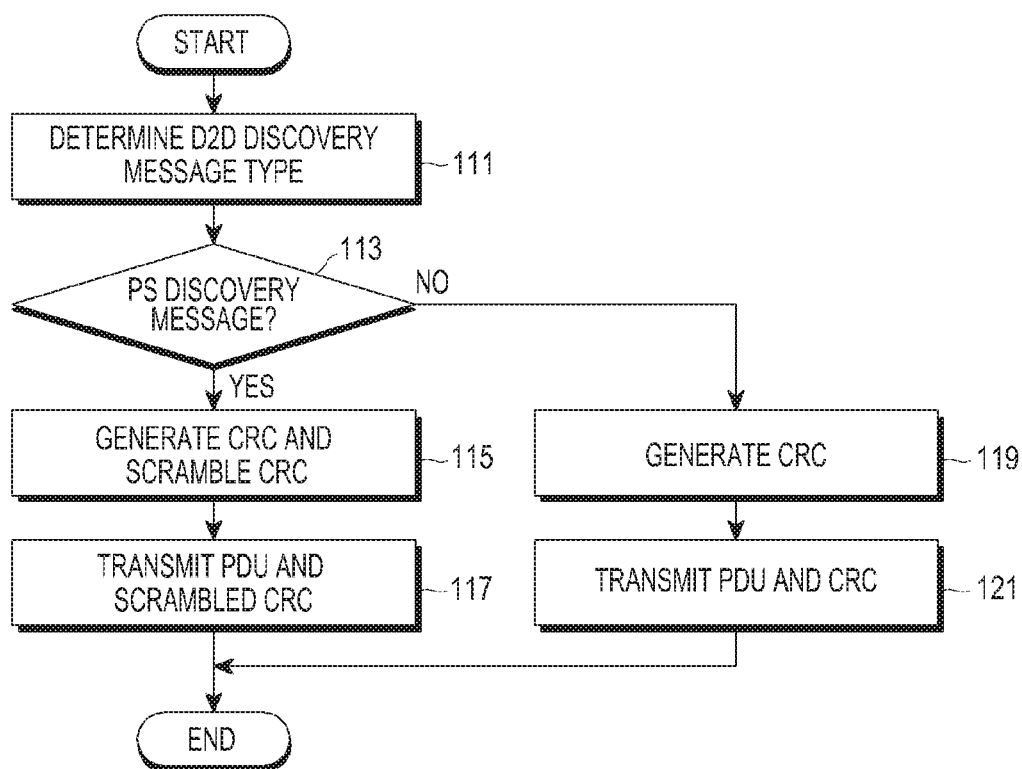 START
DETERMINE D2D DISCOVERY
MESSAGE TYPE
111
113
PS DISCOVERY
MESSAGE?
NO
YES
GENERATE CRC AND
SCRAMBLE CRC
115
GENERATE CRC
119
TRANSMIT PDU AND
SCRAMBLED CRC
117
TRANSMIT PDU AND CRC
121
END